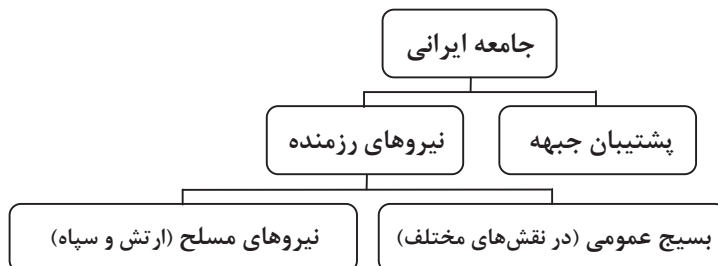 جامعه ایرانی
پشتیبان جبهه
نیروهای رزمنده
بسیج عمومی (در نقش‌های مختلف)
نیروهای مسلح (ارتش و سپاه)